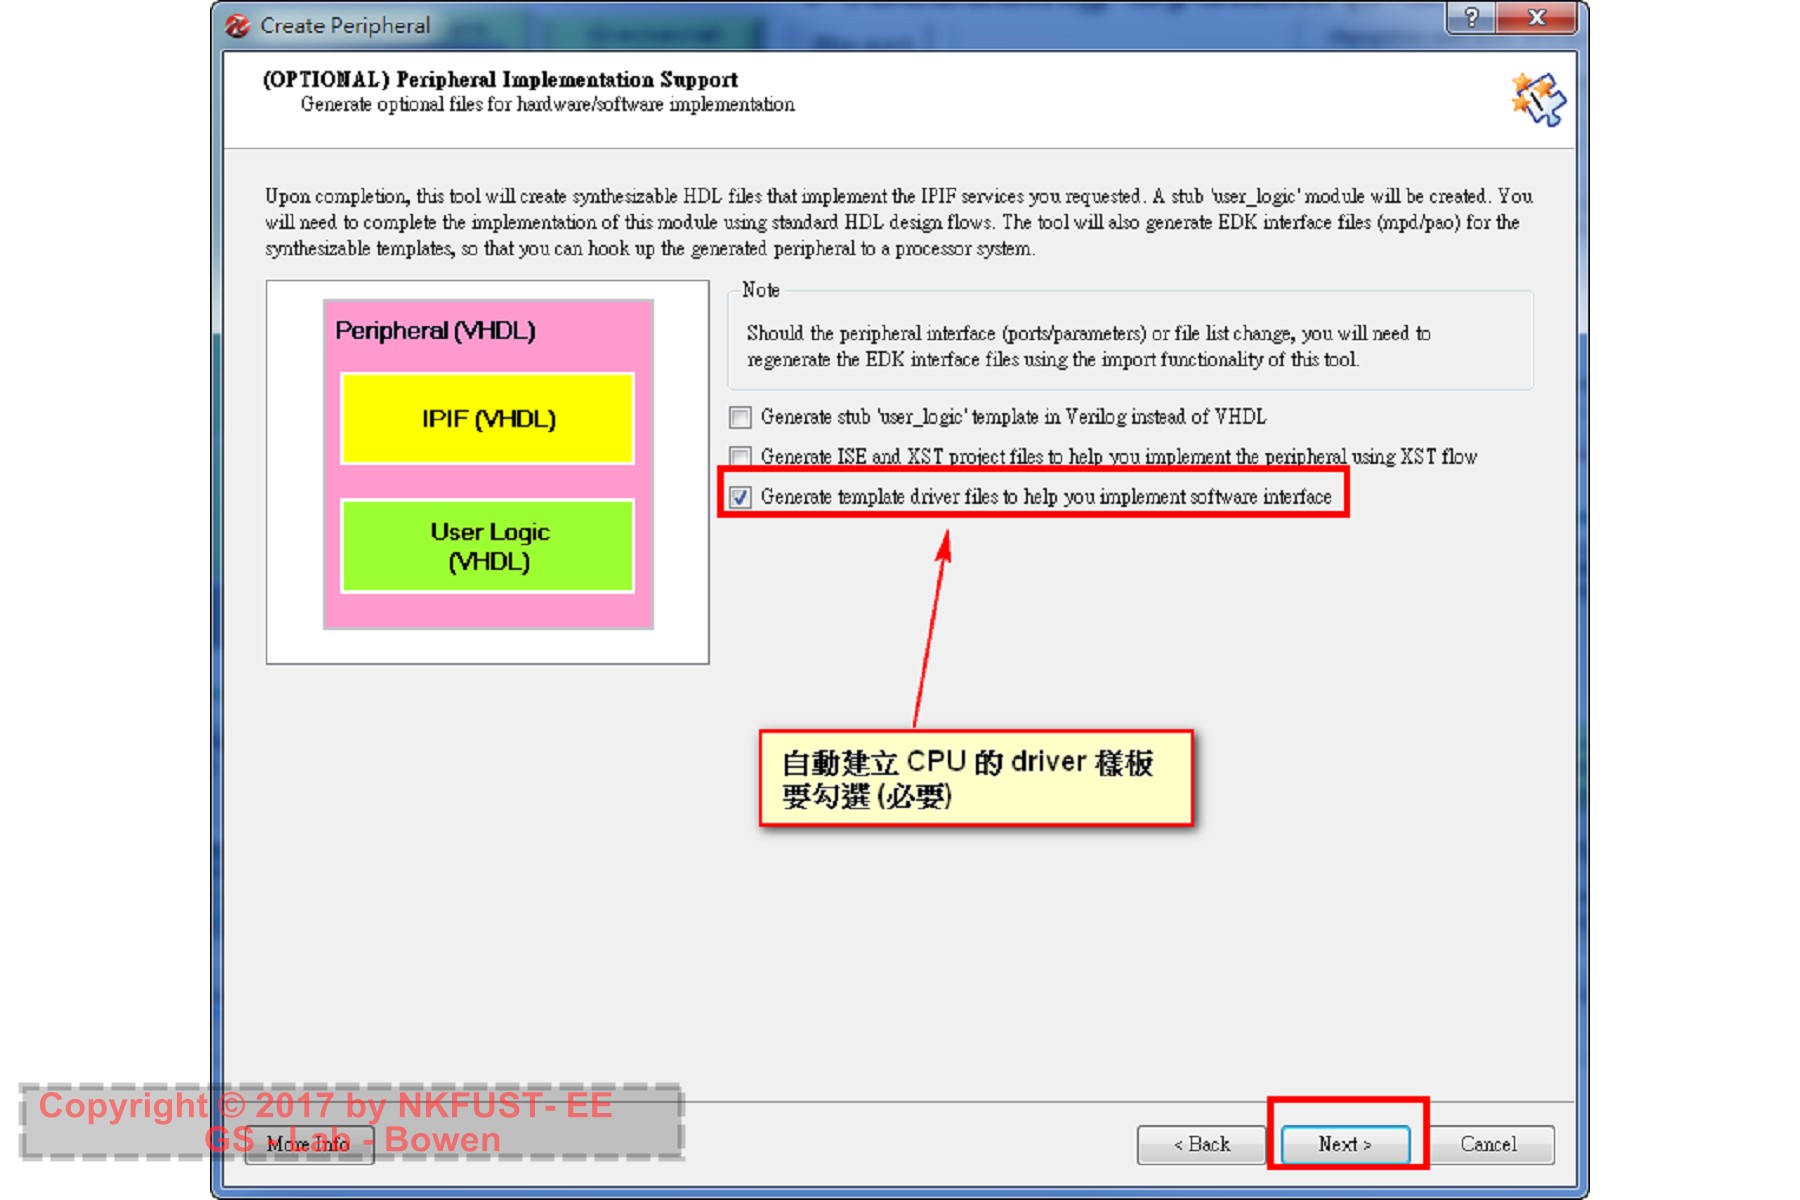 Create Peripheral
(OPTIONAL) Peripheral Implementation Support
Generate optional files for hardware/software implementation
Upon completion, this tool will create synthesizable HDL files that implement the IPIF services you requested. A stub 'user_logic' module will be created. You
will need to complete the implementation of this module using standard HDL design flows. The tool will also generate EDK interface files (mpd/pao) for the
synthesizable templates, so that you can hook up the generated peripheral to a processor system.
Peripheral (VHDL)
IPIF (VHDL)
User Logic
(VHDL)
Note
Should the peripheral interface (ports/parameters) or file list change, you will need to
regenerate the EDK interface files using the import functionality of this tool.
Generate stub 'user_logic' template in Verilog instead of VHDL
Generate ISE and XST project files to help you implement the peripheral using XST flow
Generate template driver files to help you implement software interface
自動建立 CPU 的 driver 樣板
要勾選 (必要)
Copyright © 2017 by NKFUST- EE
GS - Lab - Bowen
More Info
< Back
Next >
Cancel